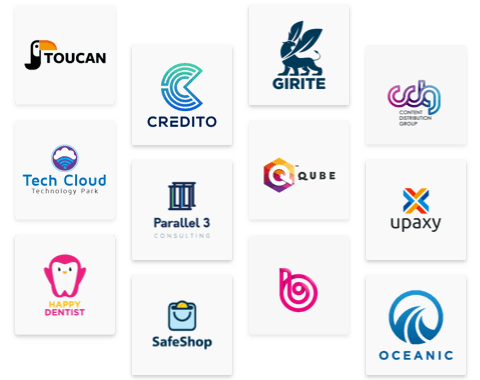 TOUCAN
CREDITO
GIRITE
cdg
CONTENT
DISTRIBUTION
GROUP
Tech Cloud
Technology Park
Parallel 3
CONSULTING
QUBE
upaxy
HAPPY
DENTIST
SafeShop
b
OCEANIC